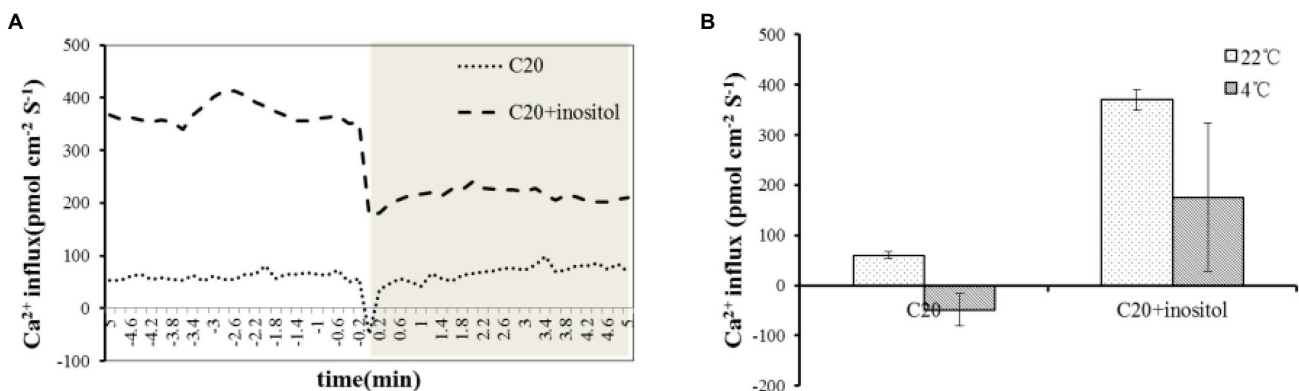 A
500
400
300
200
100
0
-100
Ca²⁺ influx(pmol cm⁻² S⁻¹)
C20
C20+inositol
5 -4.6 -4.2 -3.8 -3.4 -3 -2.6 -2.2 -1.8 -1.4 -1 -0.6 -0.2 0.2 0.6 1 1.4 1.8 2.2 2.6 3 3.4 3.8 4.2 4.6 5
time(min)
B
500
400
300
200
100
0
-100
-200
Ca²⁺ influx (pmol cm⁻² S⁻¹)
22℃
4℃
C20
C20+inositol